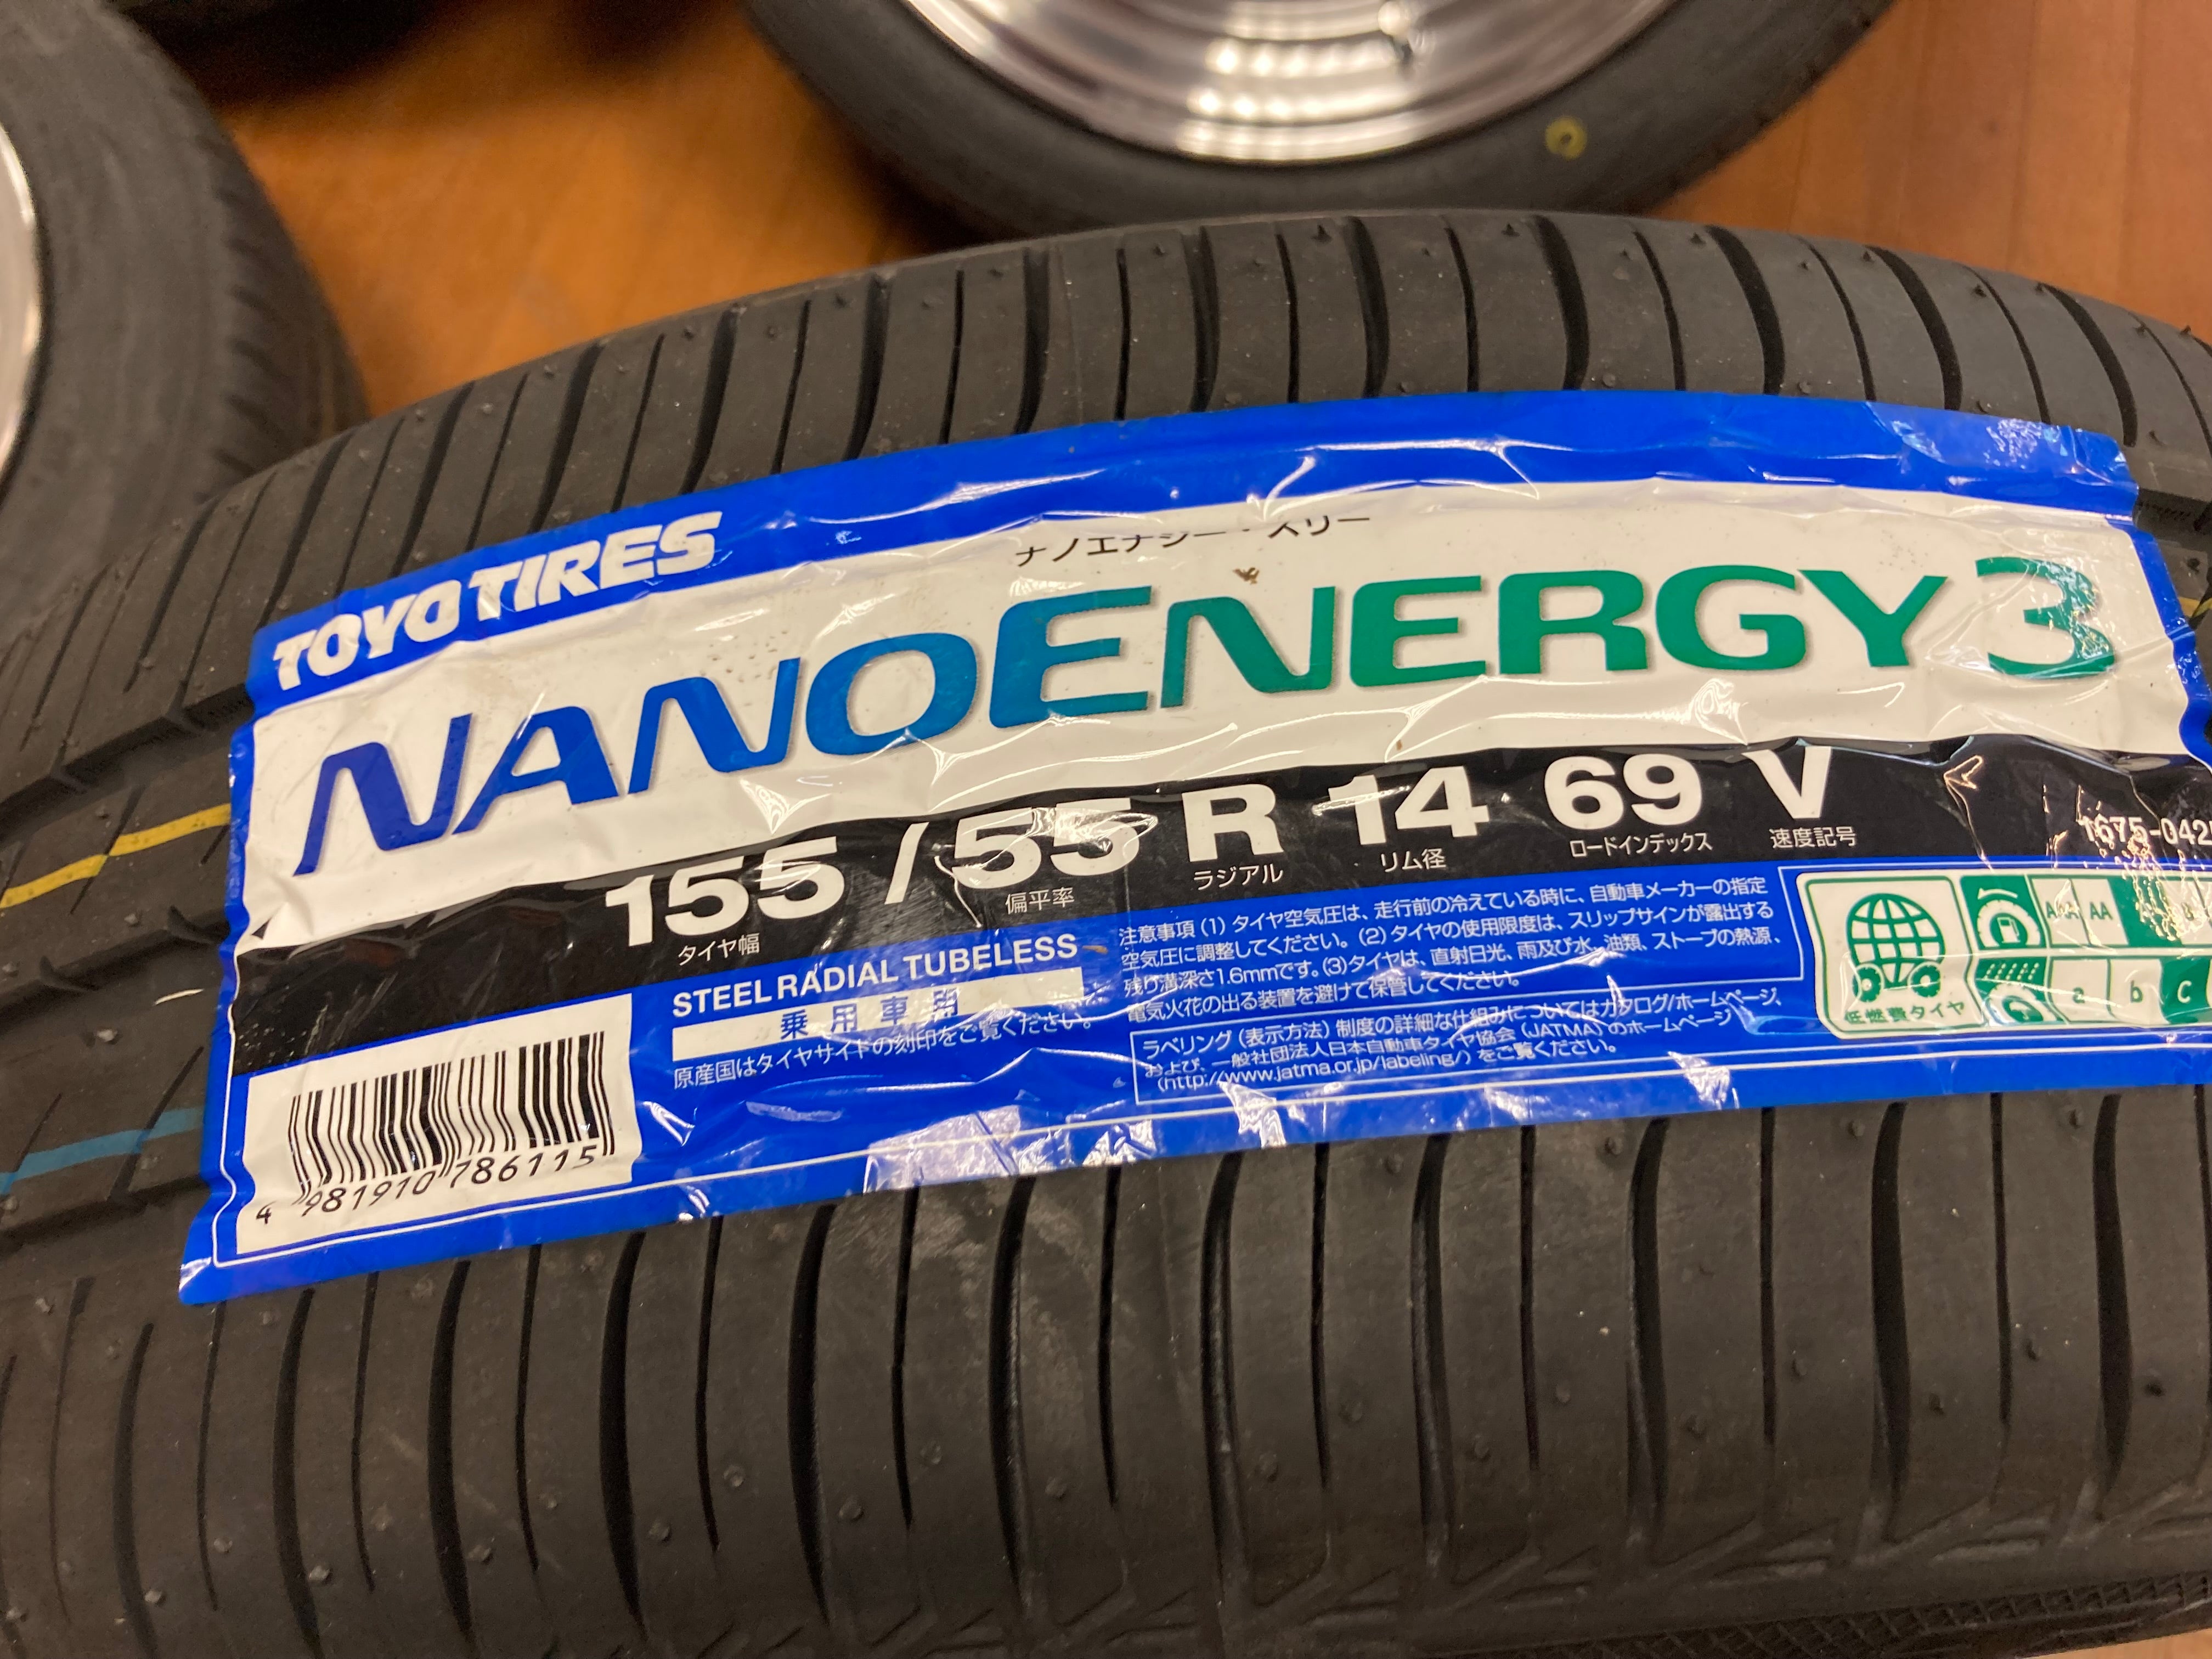 TOYO TIRES
ナノエナジー・スリー
NANOENERGY 3
155 / 55 R 14 69 V
タイヤ幅 偏平率 ラジアル リム径 ロードインデックス 速度記号
STEEL RADIAL TUBELESS
乗用車用
原産国はタイヤサイドの刻印をご覧ください。
注意事項 (1) タイヤ空気圧は、走行前の冷えている時に、自動車メーカーの指定
空気圧に調整してください。(2) タイヤの使用限度は、スリップサインが露出する
残り溝深さ1.6mmです。(3)タイヤは、直射日光、雨及び水、油類、ストーブの熱源、
電気火花の出る装置を避けて保管してください。
ラベリング (表示方法) 制度の詳細な仕組みについてはカタログ/ホームページ、
および、一般社団法人日本自動車タイヤ協会 (JATMA) のホームページ
(http://www.jatma.or.jp/labeling/) をご覧ください。
低燃費タイヤ
AAA AA
a b c
4 981910 786115